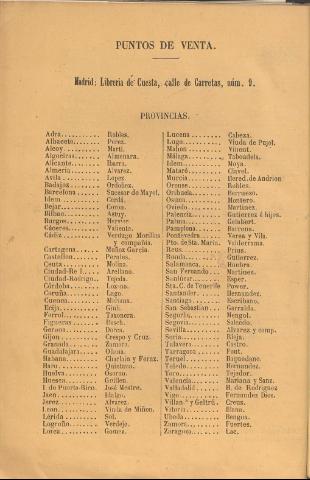 PUNTOS DE VENTA.
Madrid: Librería de Cuesta, calle de Carretas, núm. 9.
PROVINCIAS.
Adra........... Robles.
Albacete....... Perez.
Alcoy.......... Martí.
Algeciras...... Almenara.
Alicante....... Ibarra.
Almería........ Alvarez.
Avila.......... Lopez.
Badajoz........ Ordoñez.
Barcelona...... Sucesor de Mayol.
Idem........... Cerdá.
Bejar.......... Coron.
Bilbao......... Astuy.
Burgos......... Hervias.
Cáceres........ Valiente.
Cádiz.......... Verdugo Morillas
y compañía.
Cartagena...... Muñoz García.
Castellon...... Perales.
Ceuta.......... Molina.
Ciudad-Re l.... Arellano.
Ciudad-Rodrigo. Tejeda.
Córdoba........ Lozano.
Coruña......... Lago.
Cuenca......... Mariana.
Ecija.......... Giuli.
Ferrol......... Taxonera.
Figueras....... Bosch.
Gerona......... Dorca.
Gijon.......... Crespo y Cruz.
Granada........ Zamora.
Guadalajara.... Oñana.
Habana......... Charlain y Fernz.
Haro........... Quintana.
Huelva......... Osorno.
Huesca......... Guillen.
I. de Puerto-Rico. José Mestre.
Jaen........... Hidalgo.
Jerez.......... Alvarez.
Leon........... Viuda de Miñon.
Lérida......... Sol.
Logroño........ Verdejo.
Lorca.......... Gomez.
Lucena......... Cabeza.
Lugo........... Viuda de Pujol.
Mahon.......... Vinent.
Málaga......... Taboadela.
Idem........... Moya.
Mataró......... Clavel.
Murcia......... Hered. de Andrion
Orense......... Robles.
Orihuela....... Berruezo.
Osuna.......... Montero.
Oviedo......... Martinez.
Palencia....... Gutierrez é hijos.
Palma.......... Gelabert.
Pamplona....... Barrena.
Pontevedra..... Verea y Vila.
Pto. de Sta. María. Valderrama.
Reus........... Prius.
Ronda.......... Gutierrez.
Salamanca...... Huebra.
San Fernando... Martinez.
Sanlúcar....... Esper.
Sta. C. de Tenerife Power.
Santander...... Hernandez.
Santiago....... Escribano.
San Sebastian.. Garralda.
Segorbe........ Mengol.
Segovia........ Salcedo.
Sevilla........ Alvarez y comp.
Soria.......... Rioja.
Talavera....... Castro.
Tarragona...... Font.
Teruel......... Baquedano.
Toledo......... Hernandez.
Toro........... Tejedor.
Valencia....... Mariana y Sanz.
Valladolid..... H. de Rodriguez
Vigo........... Fernandez Dios.
Villan.ª y Geltrú. Creus.
Vitoria........ Illana.
Ubeda.......... Bengoa.
Zamora......... Fuertes.
Zaragoza....... Lac.